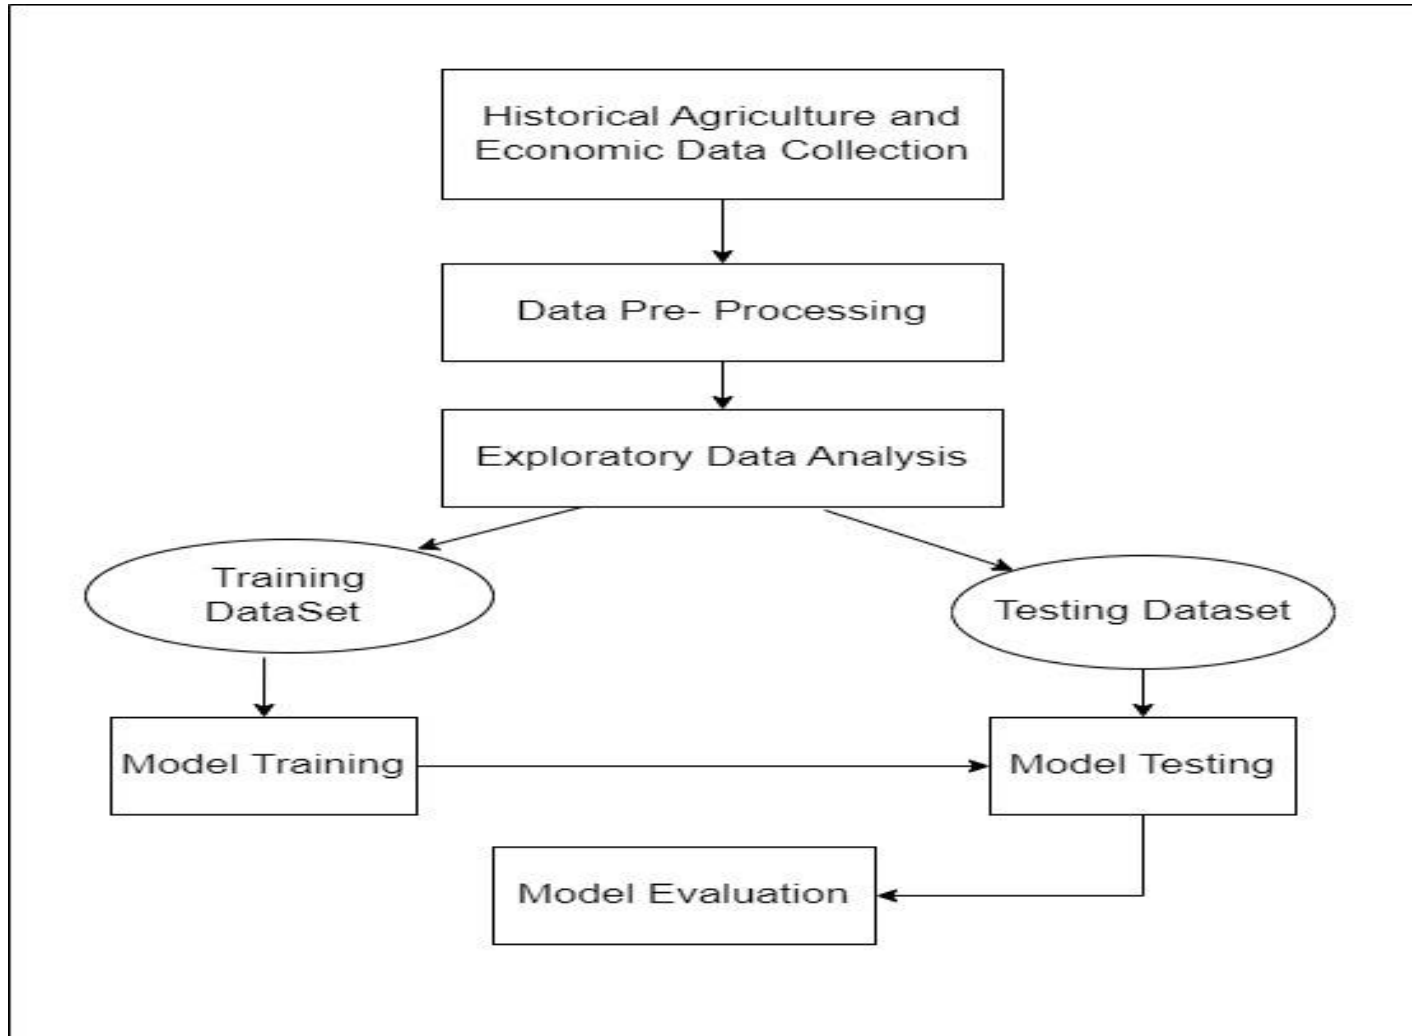 Historical Agriculture and
Economic Data Collection
Data Pre- Processing
Exploratory Data Analysis
Training
DataSet
Testing Dataset
Model Training
Model Testing
Model Evaluation